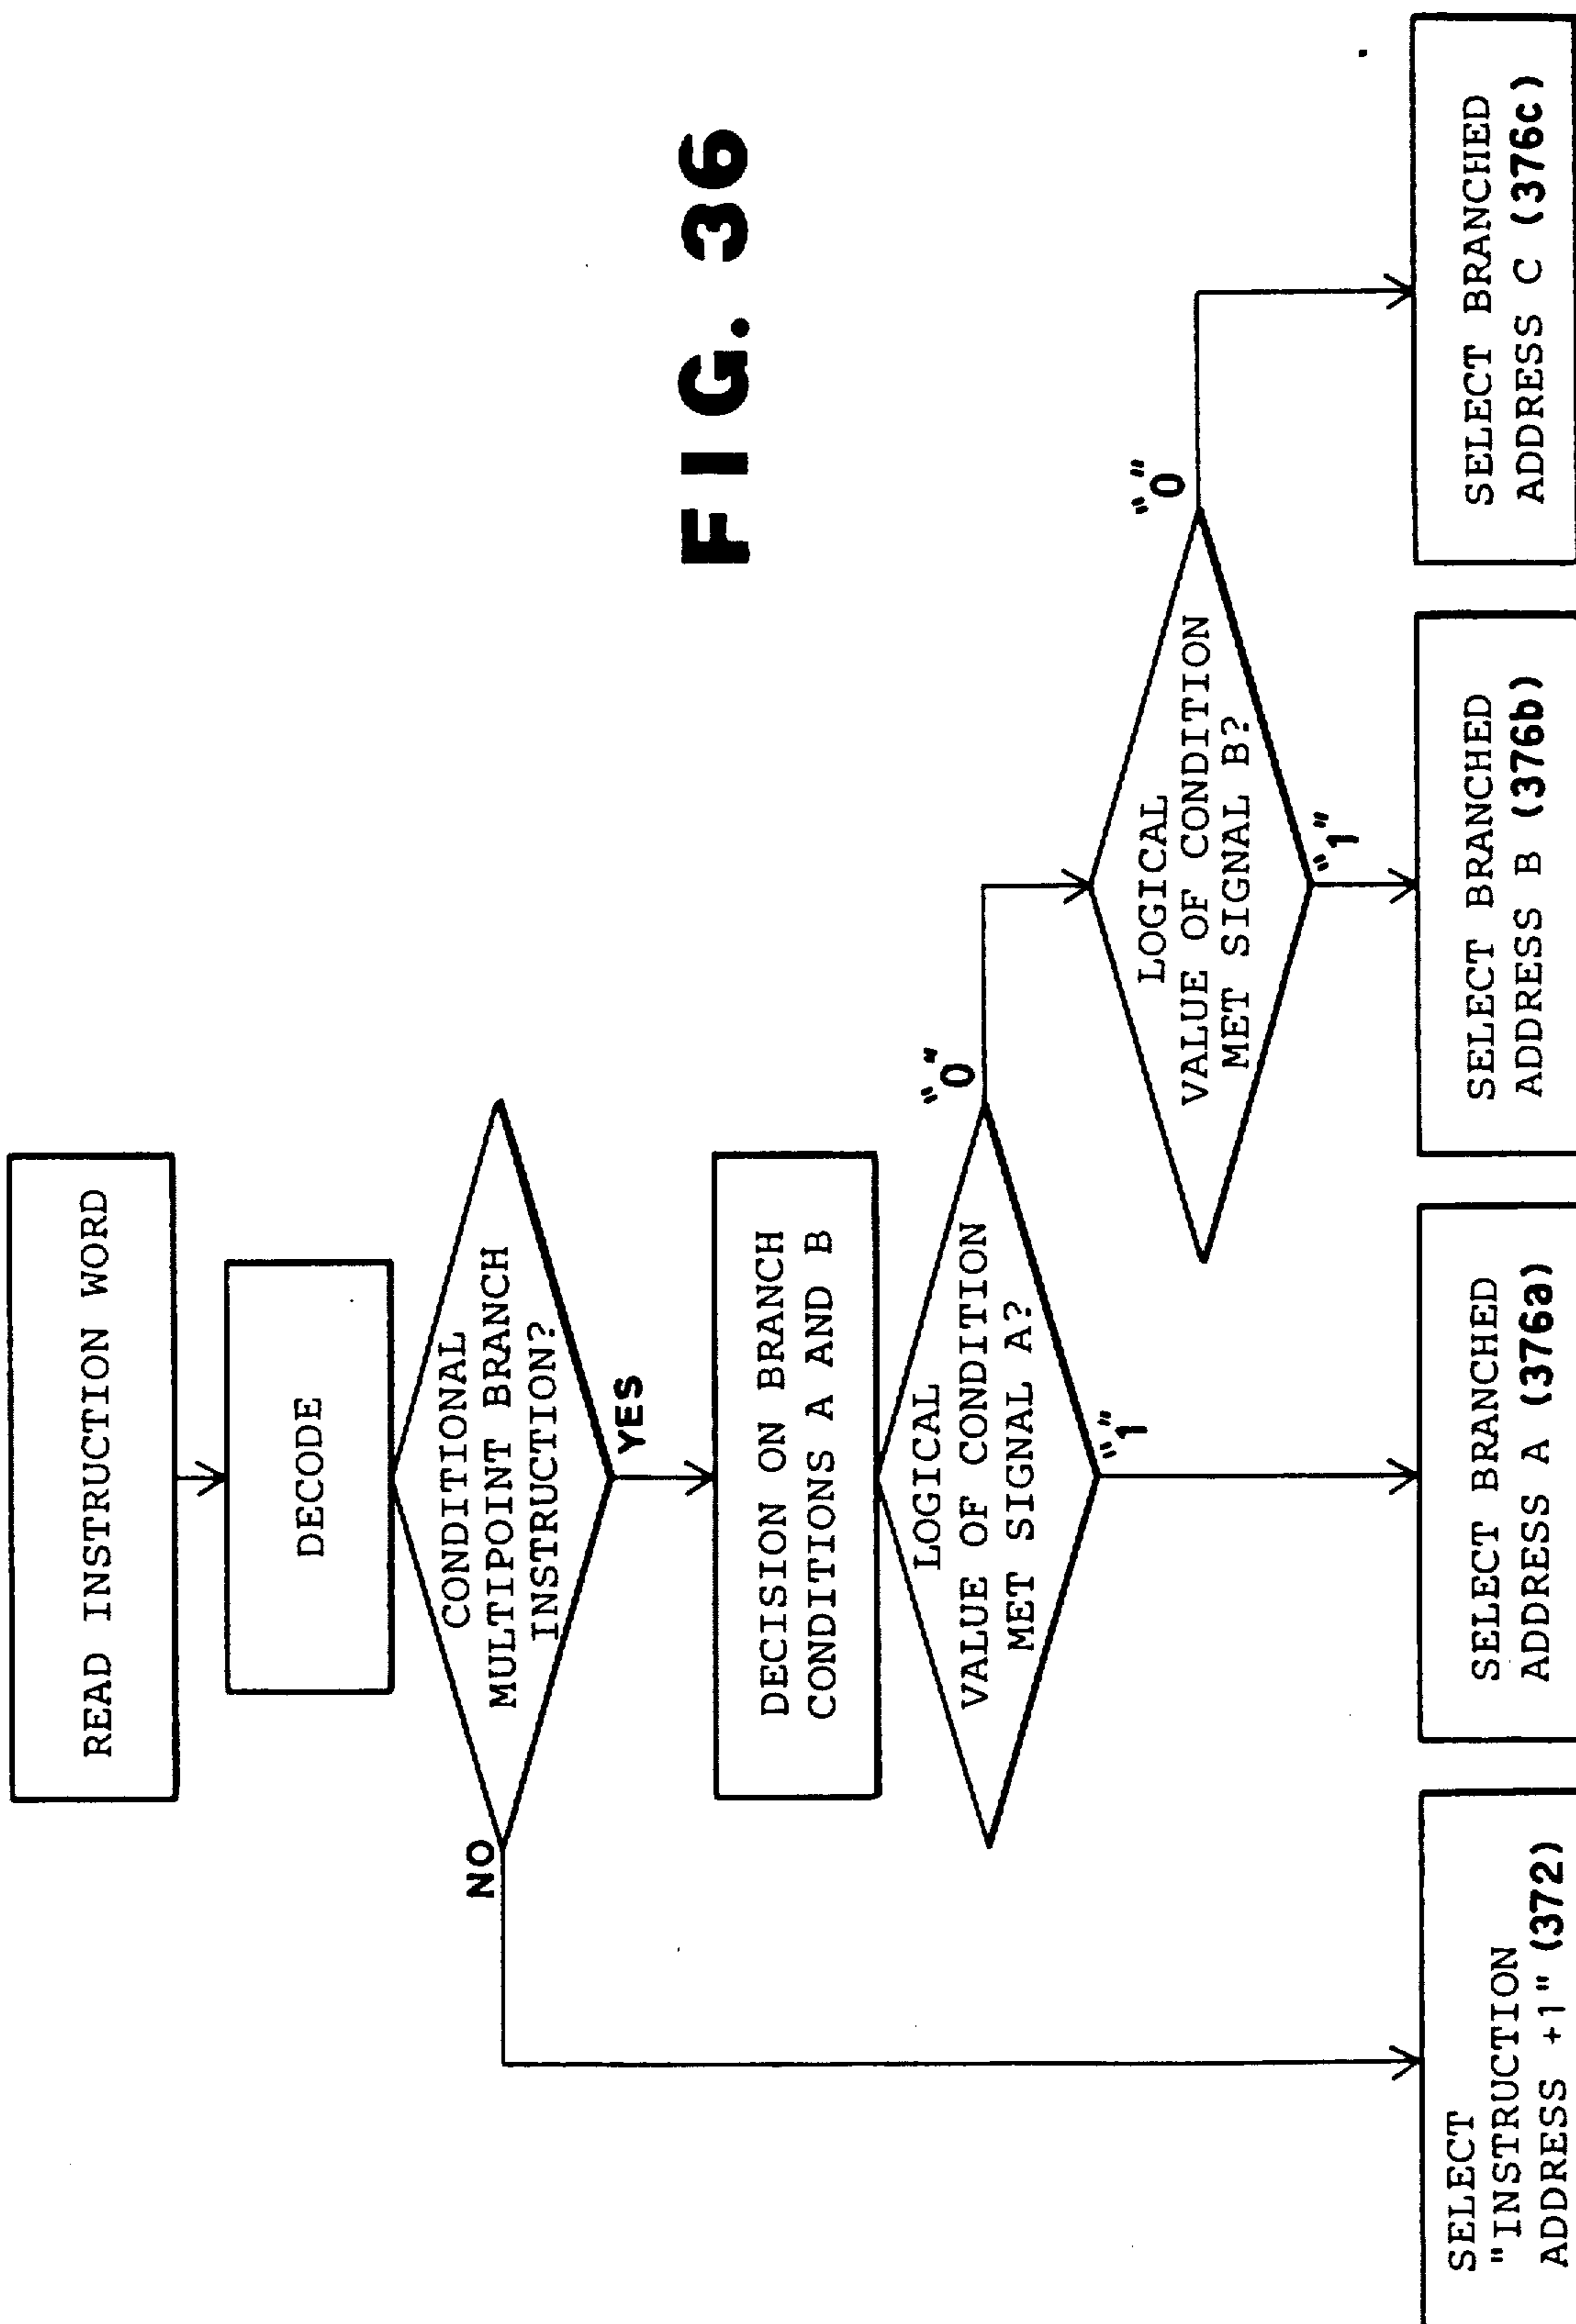 FIG. 36
READ INSTRUCTION WORD
DECODE
CONDITIONAL
MULTIPOINT BRANCH
INSTRUCTION?
NO
YES
DECISION ON BRANCH
CONDITIONS A AND B
LOGICAL
VALUE OF CONDITION
MET SIGNAL A?
"0"
"1"
LOGICAL
VALUE OF CONDITION
MET SIGNAL B?
"0"
"1"
SELECT
"INSTRUCTION
ADDRESS +1" (372)
SELECT BRANCHED
ADDRESS A (376a)
SELECT BRANCHED
ADDRESS B (376b)
SELECT BRANCHED
ADDRESS C (376c)